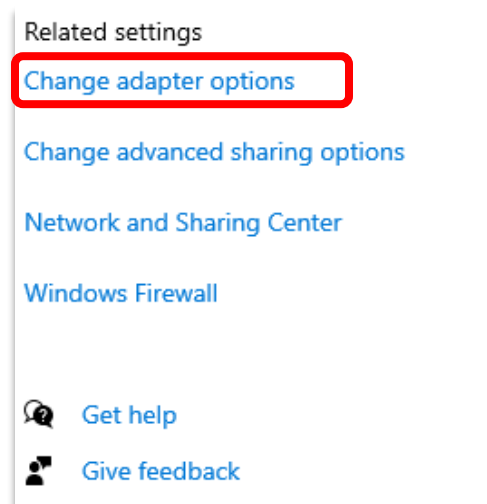 Related settings
Change adapter options
Change advanced sharing options
Network and Sharing Center
Windows Firewall
Get help
Give feedback